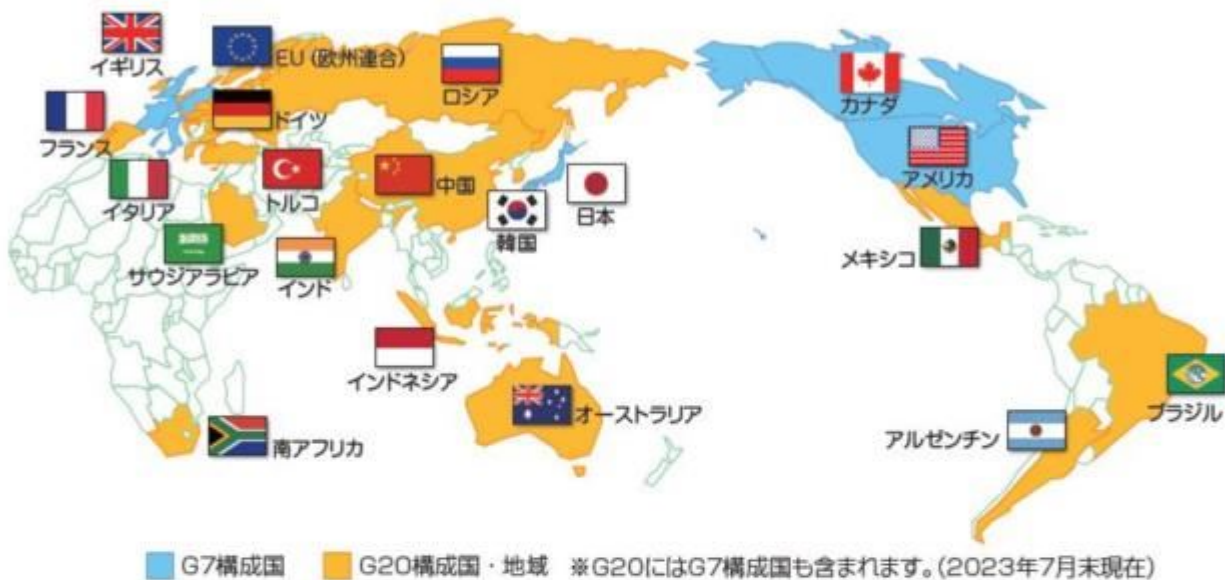 イギリス
EU(欧州連合)
ロシア
カナダ
フランス
ドイツ
アメリカ
イタリア
トルコ
中国
韓国
日本
サウジアラビア
インド
メキシコ
インドネシア
オーストラリア
ブラジル
南アフリカ
アルゼンチン
G7構成国 G20構成国・地域 ※G20にはG7構成国も含まれます。(2023年7月末現在)